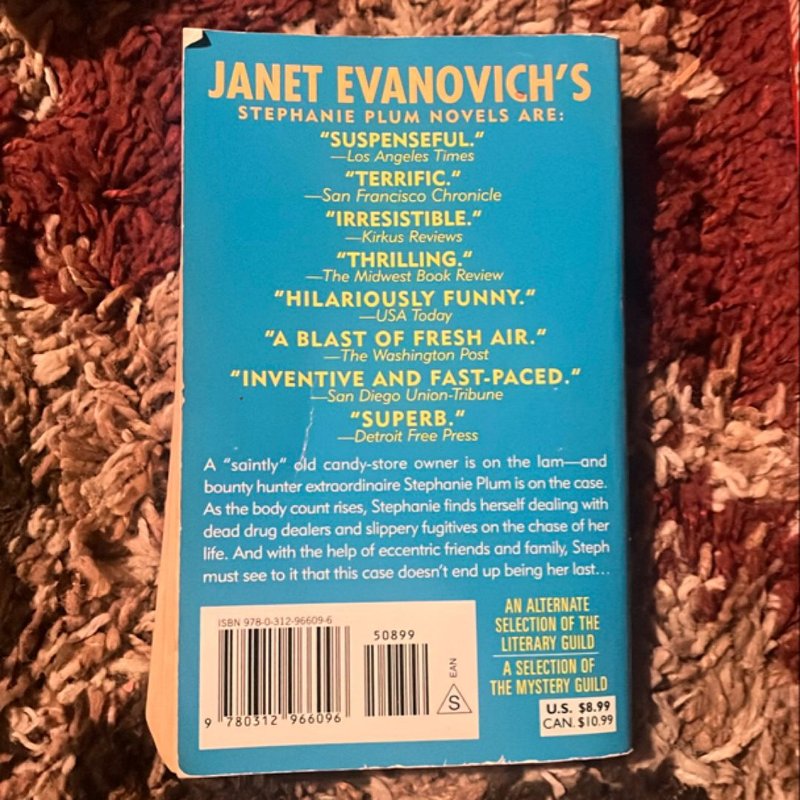 JANET EVANOVICH'S
STEPHANIE PLUM NOVELS ARE:
"SUSPENSEFUL."
—Los Angeles Times
"TERRIFIC."
—San Francisco Chronicle
"IRRESISTIBLE."
—Kirkus Reviews
"THRILLING."
—The Midwest Book Review
"HILARIOUSLY FUNNY."
—USA Today
"A BLAST OF FRESH AIR."
—The Washington Post
"INVENTIVE AND FAST-PACED."
—San Diego Union-Tribune
"SUPERB."
—Detroit Free Press
A "saintly" old candy-store owner is on the lam—and
bounty hunter extraordinaire Stephanie Plum is on the case.
As the body count rises, Stephanie finds herself dealing with
dead drug dealers and slippery fugitives on the chase of her
life. And with the help of eccentric friends and family, Steph
must see to it that this case doesn't end up being her last...
ISBN 978-0-312-96609-6
50899
EAN
S
9 780312 966096
AN ALTERNATE
SELECTION OF THE
LITERARY GUILD
A SELECTION OF
THE MYSTERY GUILD
U.S. $8.99
CAN. $10.99